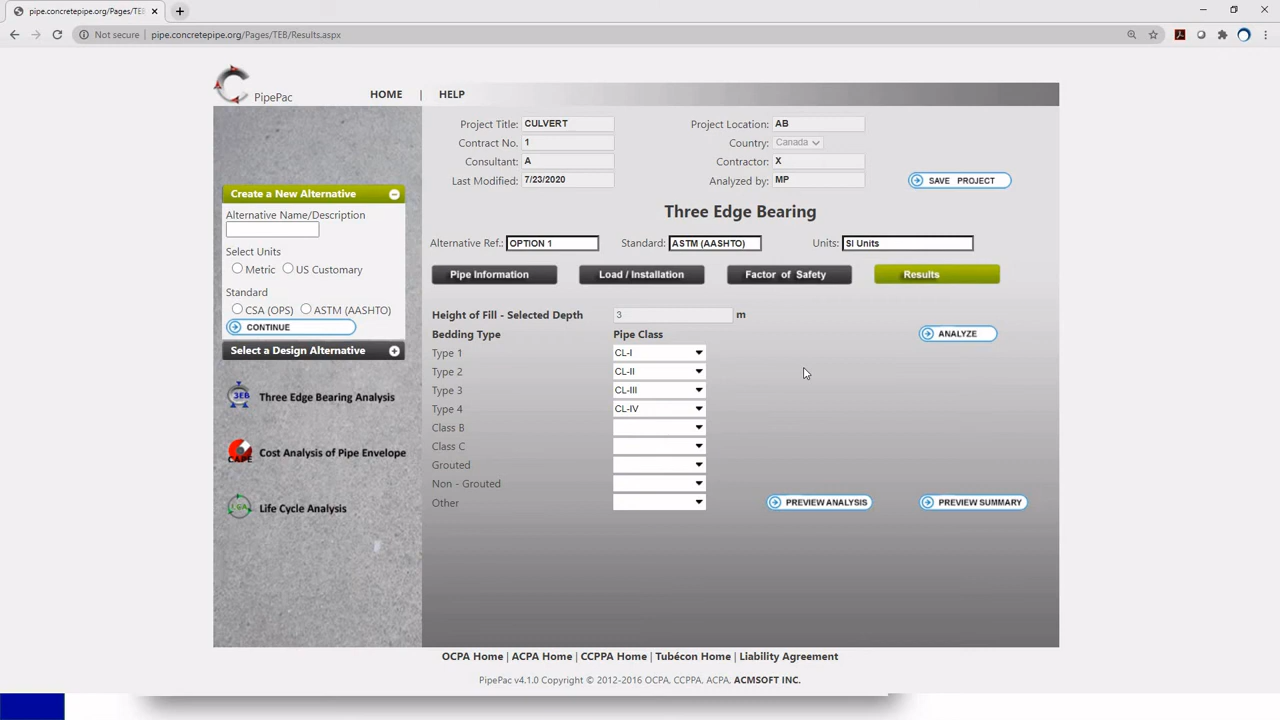 pipe.concretepipe.org/Pages/TE
Not secure pipe.concretepipe.org/Pages/TEB/Results.aspx
PipePac
HOME | HELP
Project Title: CULVERT Project Location: AB
Contract No. 1 Country: Canada
Consultant: A Contractor: X
Last Modified: 7/23/2020 Analyzed by: MP SAVE PROJECT
Three Edge Bearing
Alternative Ref.: OPTION 1 Standard: ASTM (AASHTO) Units: SI Units
Pipe Information Load / Installation Factor of Safety Results
Create a New Alternative
Alternative Name/Description
Select Units
Metric US Customary
Standard
CSA (OPS) ASTM (AASHTO)
CONTINUE
Select a Design Alternative
3EB Three Edge Bearing Analysis
CAPE Cost Analysis of Pipe Envelope
LCA Life Cycle Analysis
Height of Fill - Selected Depth 3 m
Bedding Type Pipe Class ANALYZE
Type 1 CL-I
Type 2 CL-II
Type 3 CL-III
Type 4 CL-IV
Class B
Class C
Grouted
Non - Grouted
Other PREVIEW ANALYSIS PREVIEW SUMMARY
OCPA Home | ACPA Home | CCPPA Home | Tubécon Home | Liability Agreement
PipePac v4.1.0 Copyright © 2012-2016 OCPA, CCPPA, ACPA, ACMSOFT INC.